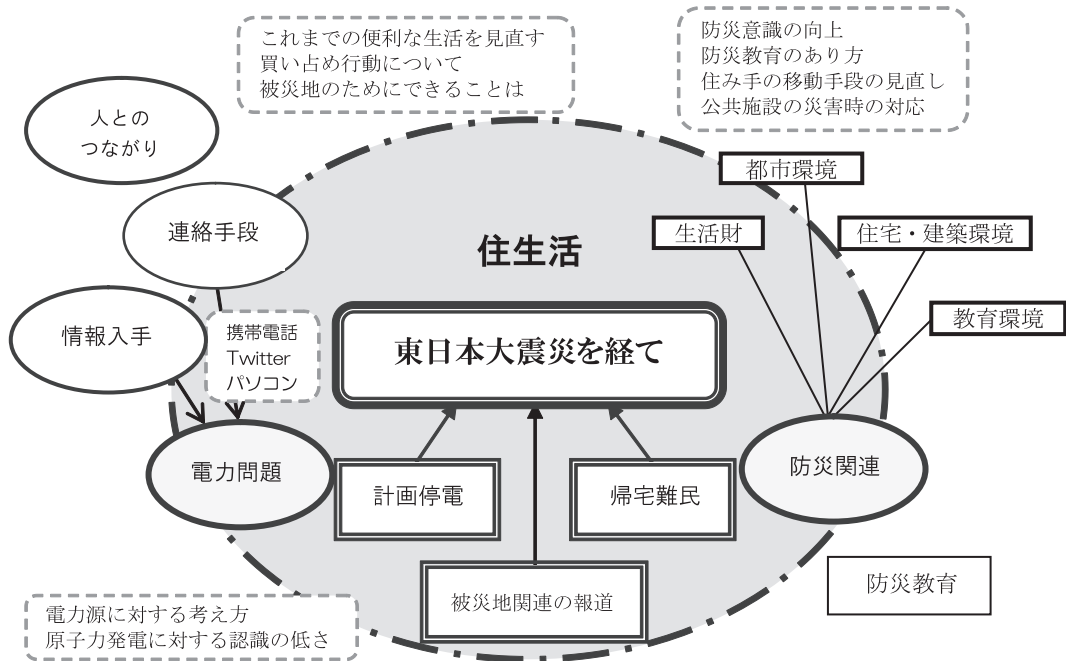 これまでの便利な生活を見直す
買い占め行動について
被災地のためにできることは
防災意識の向上
防災教育のあり方
住み手の移動手段の見直し
公共施設の災害時の対応
人との
つながり
都市環境
連絡手段
生活財
住宅・建築環境
住生活
情報入手
携帯電話
Twitter
パソコン
教育環境
東日本大震災を経て
電力問題
計画停電
帰宅難民
防災関連
被災地関連の報道
防災教育
電力源に対する考え方
原子力発電に対する認識の低さ